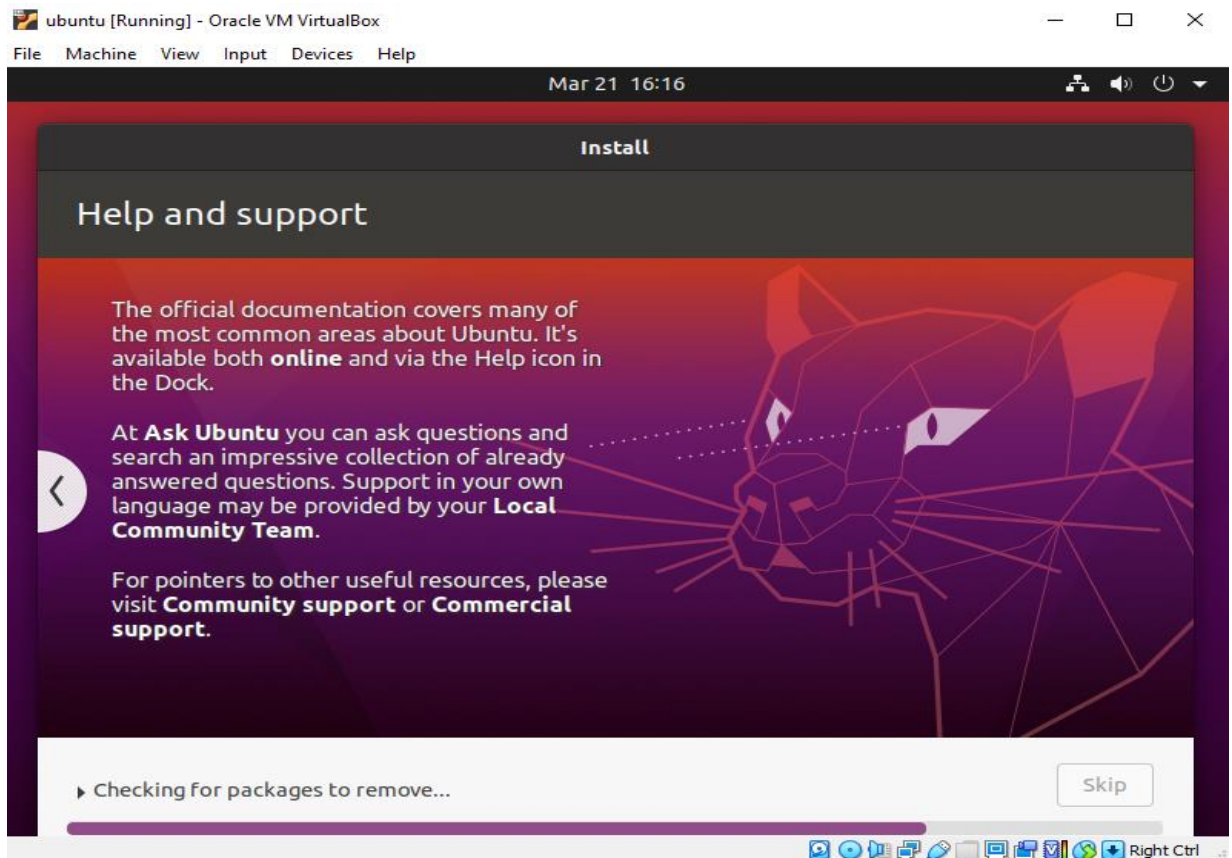 ubuntu [Running] - Oracle VM VirtualBox
File Machine View Input Devices Help
Mar 21 16:16
Install
Help and support
The official documentation covers many of
the most common areas about Ubuntu. It's
available both online and via the Help icon in
the Dock.
At Ask Ubuntu you can ask questions and
search an impressive collection of already
answered questions. Support in your own
language may be provided by your Local
Community Team.
For pointers to other useful resources, please
visit Community support or Commercial
support.
Checking for packages to remove...
Skip
Right Ctrl